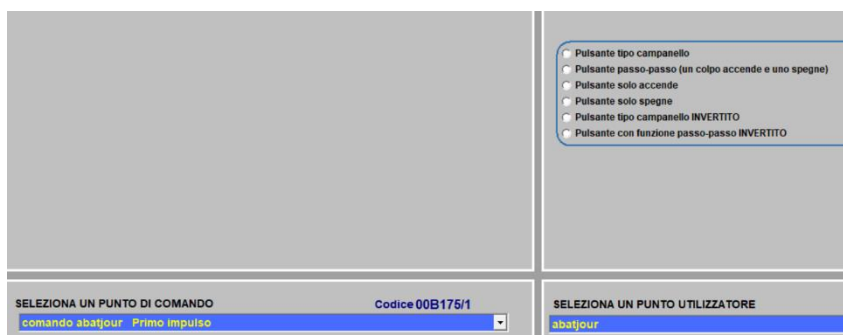 Pulsante tipo campanello
Pulsante passo-passo (un colpo accende e uno spegne)
Pulsante solo accende
Pulsante solo spegne
Pulsante tipo campanello INVERTITO
Pulsante con funzione passo-passo INVERTITO
SELEZIONA UN PUNTO DI COMANDO Codice 00B175/1
comando abatjour Primo impulso
SELEZIONA UN PUNTO UTILIZZATORE
abatjour